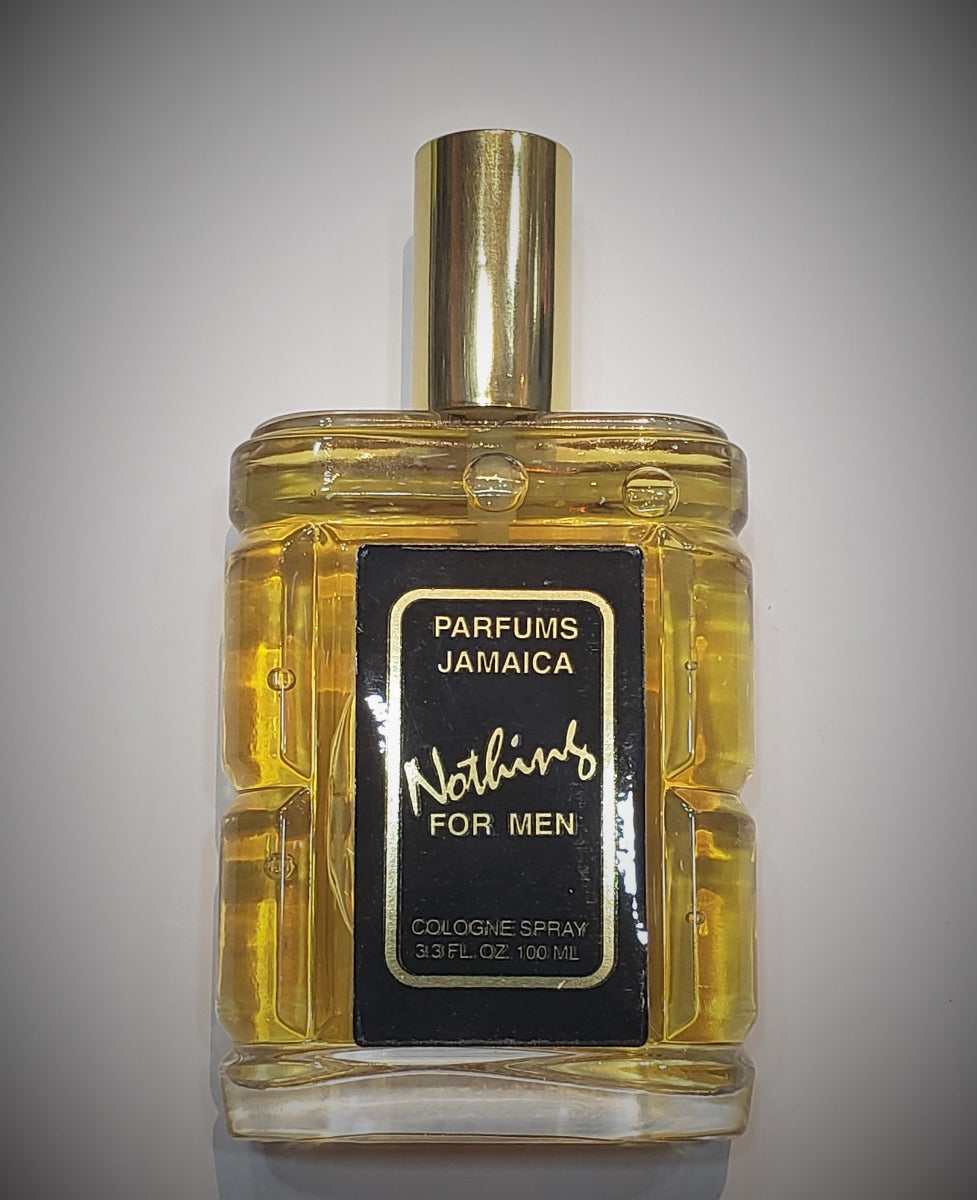 PARFUMS
JAMAICA
Nothing
FOR MEN
COLOGNE SPRAY
3.3 FL. OZ. 100 ML